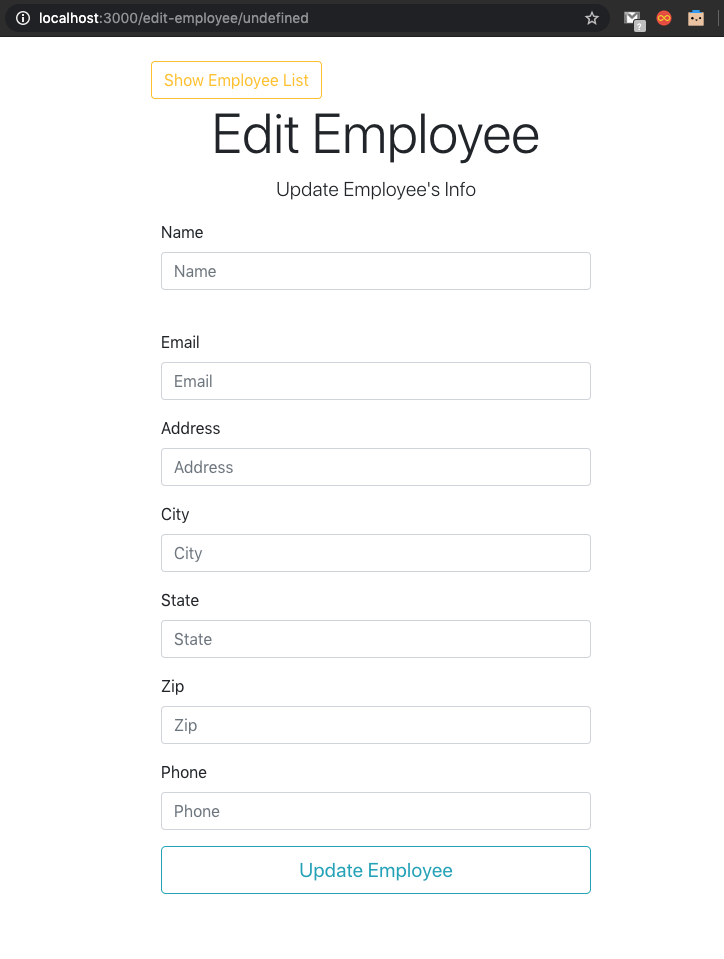 localhost:3000/edit-employee/undefined
Show Employee List
Edit Employee
Update Employee's Info
Name
Name
Email
Email
Address
Address
City
City
State
State
Zip
Zip
Phone
Phone
Update Employee